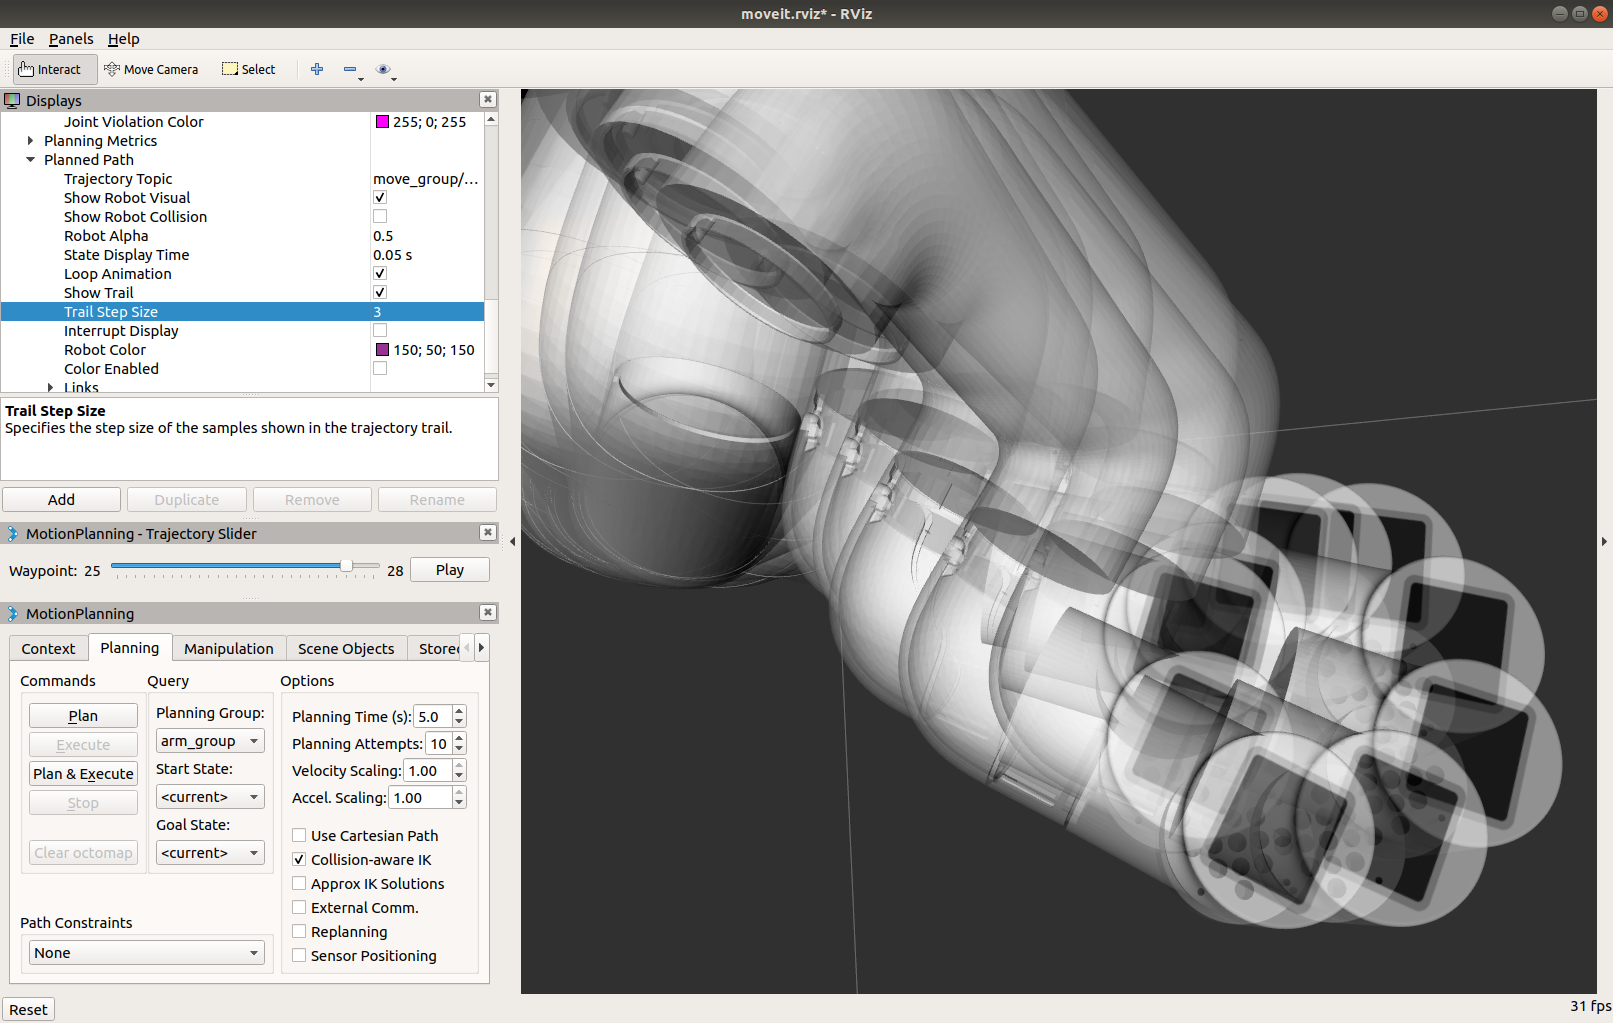 moveit.rviz* - RViz
File Panels Help
Interact Move Camera Select
Displays
Joint Violation Color 255; 0; 255
Planning Metrics
Planned Path
Trajectory Topic move_group/...
Show Robot Visual
Show Robot Collision
Robot Alpha 0.5
State Display Time 0.05 s
Loop Animation
Show Trail
Trail Step Size 3
Interrupt Display
Robot Color 150; 50; 150
Color Enabled
Links
Trail Step Size
Specifies the step size of the samples shown in the trajectory trail.
Add Duplicate Remove Rename
MotionPlanning - Trajectory Slider
Waypoint: 25 28 Play
MotionPlanning
Context Planning Manipulation Scene Objects Stored
Commands
Plan
Execute
Plan & Execute
Stop
Clear octomap
Query
Planning Group:
arm_group
Start State:
<current>
Goal State:
<current>
Options
Planning Time (s): 5.0
Planning Attempts: 10
Velocity Scaling: 1.00
Accel. Scaling: 1.00
Use Cartesian Path
Collision-aware IK
Approx IK Solutions
External Comm.
Replanning
Sensor Positioning
Path Constraints
None
Reset
31 fps